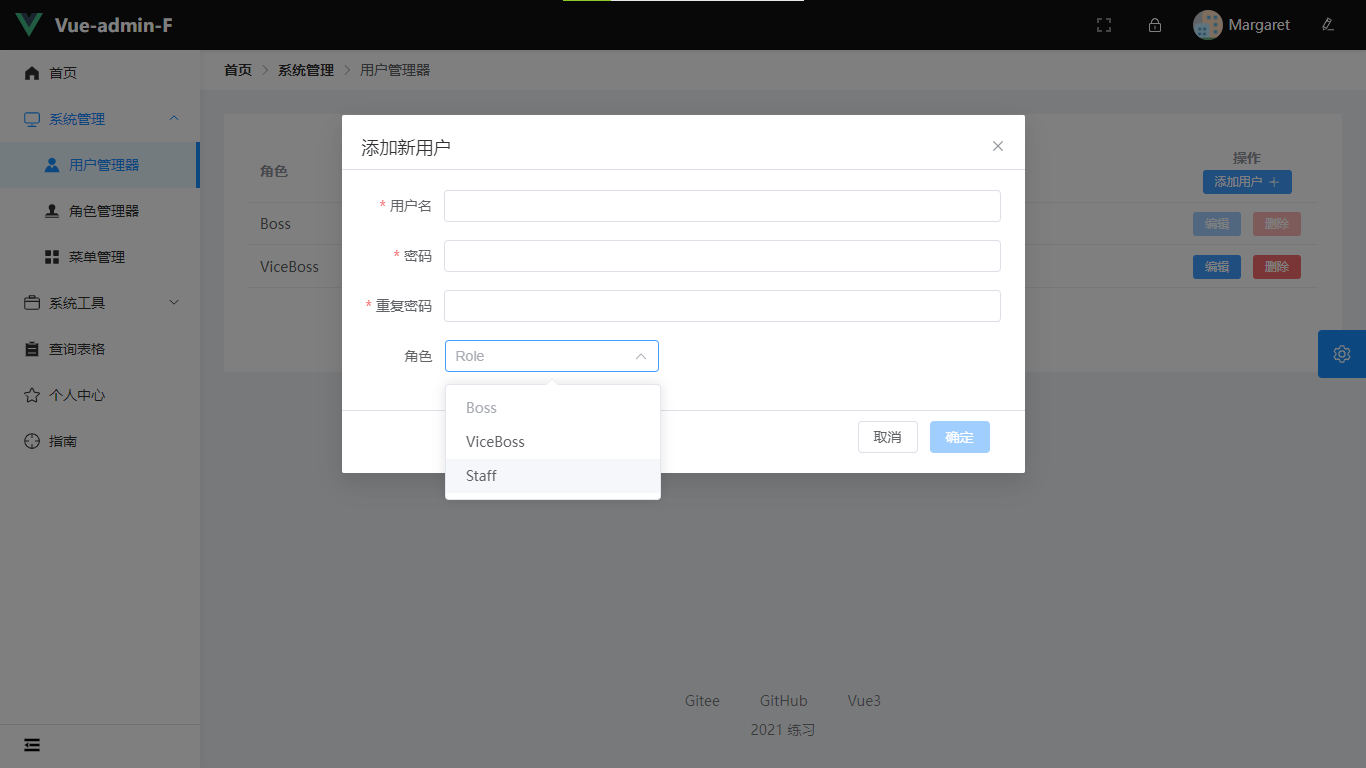 Vue-admin-F
Margaret
首页
系统管理
用户管理器
角色管理器
菜单管理
系统工具
查询表格
个人中心
指南
首页 系统管理 用户管理器
角色
操作
添加用户
Boss
编辑 删除
ViceBoss
编辑 删除
添加新用户
* 用户名
* 密码
* 重复密码
角色 Role
Boss
ViceBoss
Staff
取消 确定
Gitee GitHub Vue3
2021 练习